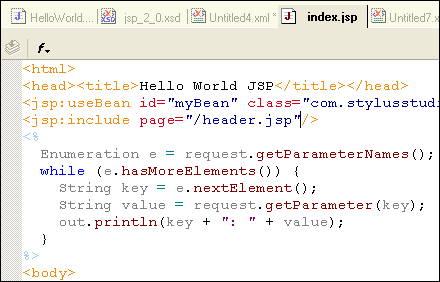 HelloWorld.... jsp_2_0.xsd Untitled4.xml * index.jsp Untitled7.x
f
<html>
<head><title>Hello World JSP</title></head>
<jsp:useBean id="myBean" class="com.stylusstudi
<jsp:include page="/header.jsp"/>
<%
Enumeration e = request.getParameterNames();
while (e.hasMoreElements()) {
String key = e.nextElement();
String value = request.getParameter(key);
out.println(key + ": " + value);
}
%>
<body>